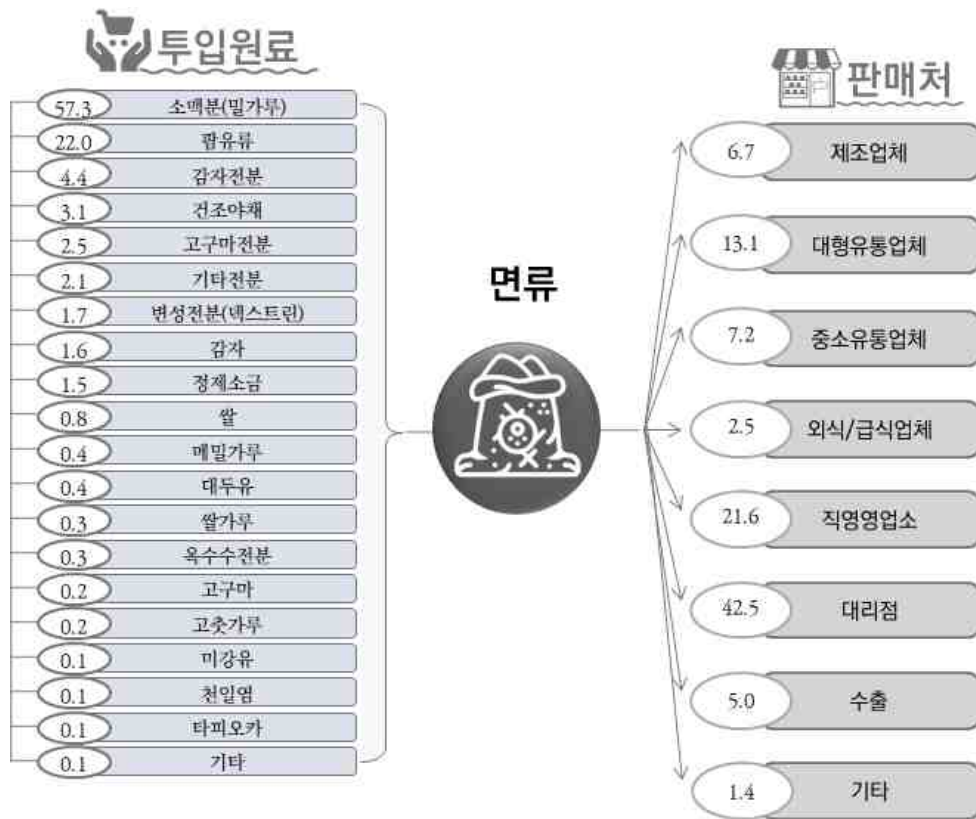 투입원료
57.3 소맥분(밀가루)
22.0 팜유류
4.4 감자전분
3.1 건조야채
2.5 고구마전분
2.1 기타전분
1.7 변성전분(덱스트린)
1.6 감자
1.5 정제소금
0.8 쌀
0.4 메밀가루
0.4 대두유
0.3 쌀가루
0.3 옥수수전분
0.2 고구마
0.2 고춧가루
0.1 미강유
0.1 천일염
0.1 타피오카
0.1 기타
면류
판매처
6.7 제조업체
13.1 대형유통업체
7.2 중소유통업체
2.5 외식/급식업체
21.6 직영영업소
42.5 대리점
5.0 수출
1.4 기타